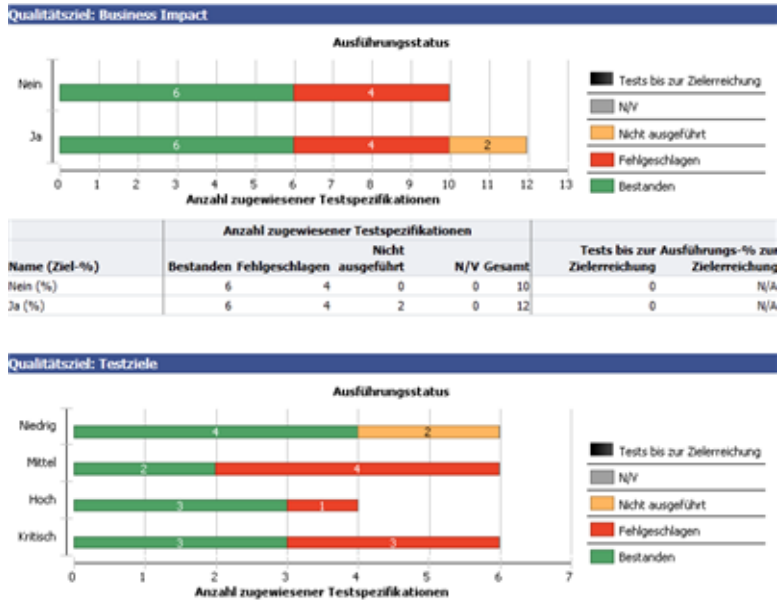 Qualitätsziel: Business Impact
Ausführungsstatus
Nein 6 4
Ja 6 4 2
0 1 2 3 4 5 6 7 8 9 10 11 12 13
Anzahl zugewiesener Testspezifikationen
Tests bis zur Zielerreichung
N/V
Nicht ausgeführt
Fehlgeschlagen
Bestanden
Anzahl zugewiesener Testspezifikationen
Nicht Tests bis zur Ausführungs-% zur
Name (Ziel-%) Bestanden Fehlgeschlagen ausgeführt N/V Gesamt Zielerreichung Zielerreichung
Nein (%) 6 4 0 0 10 0 N/A
Ja (%) 6 4 2 0 12 0 N/A
Qualitätsziel: Testziele
Ausführungsstatus
Niedrig 4 2
Mittel 2 4
Hoch 3 1
Kritisch 3 3
0 1 2 3 4 5 6 7
Anzahl zugewiesener Testspezifikationen
Tests bis zur Zielerreichung
N/V
Nicht ausgeführt
Fehlgeschlagen
Bestanden